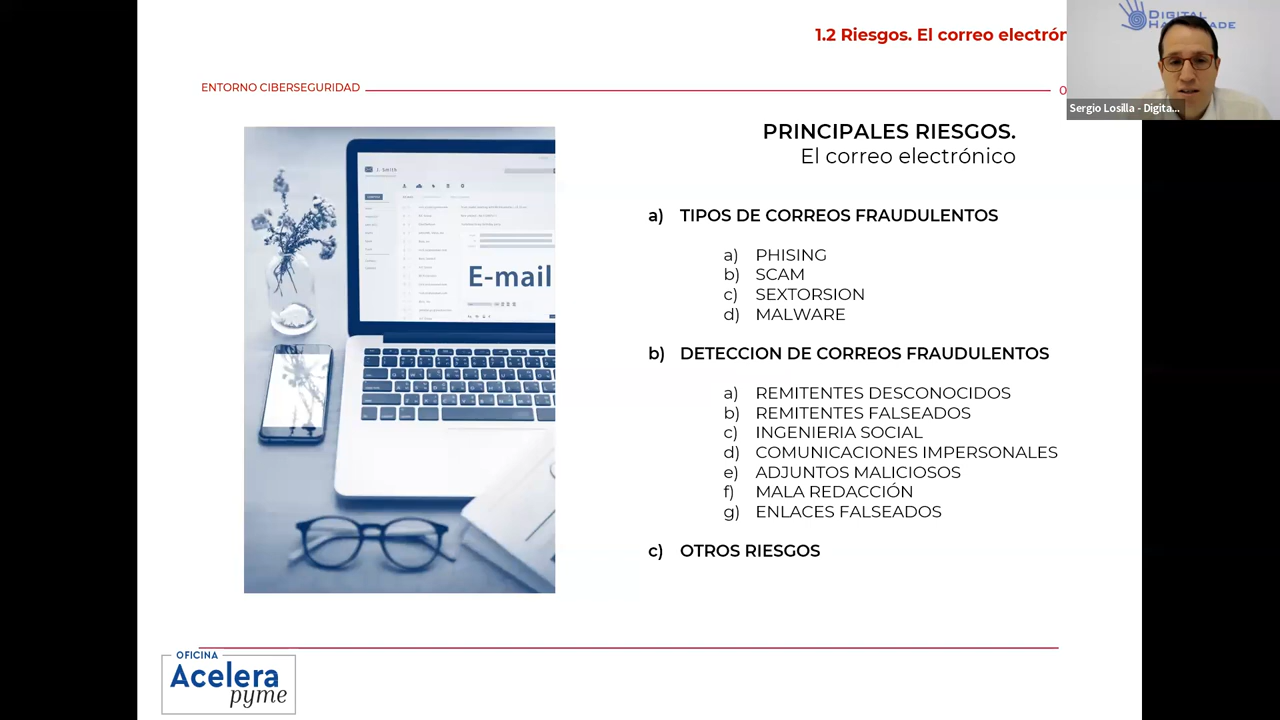 1.2 Riesgos. El correo electrón
DIGITAL
ENTORNO CIBERSEGURIDAD
0
Sergio Losilla - Digita...
PRINCIPALES RIESGOS.
El correo electrónico
a) TIPOS DE CORREOS FRAUDULENTOS
a) PHISING
b) SCAM
c) SEXTORSION
d) MALWARE
E-mail
b) DETECCION DE CORREOS FRAUDULENTOS
a) REMITENTES DESCONOCIDOS
b) REMITENTES FALSEADOS
c) INGENIERIA SOCIAL
d) COMUNICACIONES IMPERSONALES
e) ADJUNTOS MALICIOSOS
f) MALA REDACCIÓN
g) ENLACES FALSEADOS
c) OTROS RIESGOS
OFICINA
Acelera
pyme